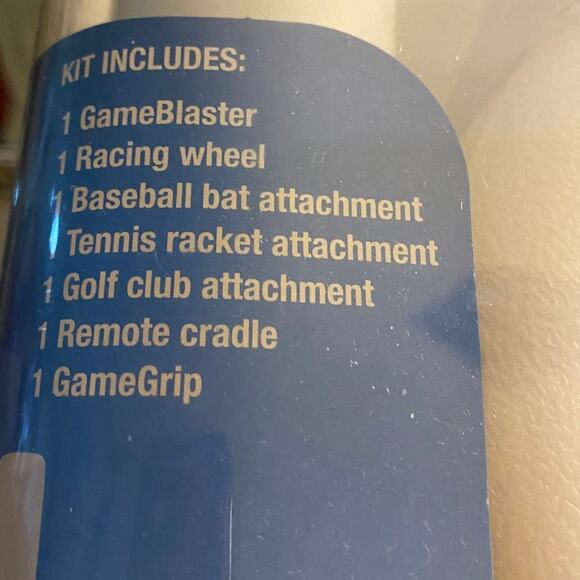 KIT INCLUDES:
1 GameBlaster
1 Racing wheel
1 Baseball bat attachment
Tennis racket attachment
1 Golf club attachment
1 Remote cradle
1 GameGrip